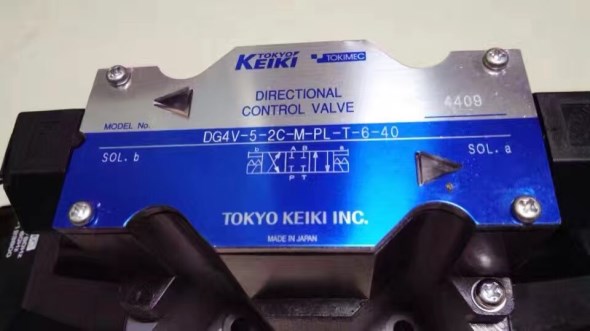 TOKYO
KEIKI
TOKIMEC
DIRECTIONAL
CONTROL VALVE
4409
MODEL No.
DG4V-5-2C-M-PL-T-6-40
SOL. b
SOL. a
b A B a
P T
TOKYO KEIKI INC.
MADE IN JAPAN